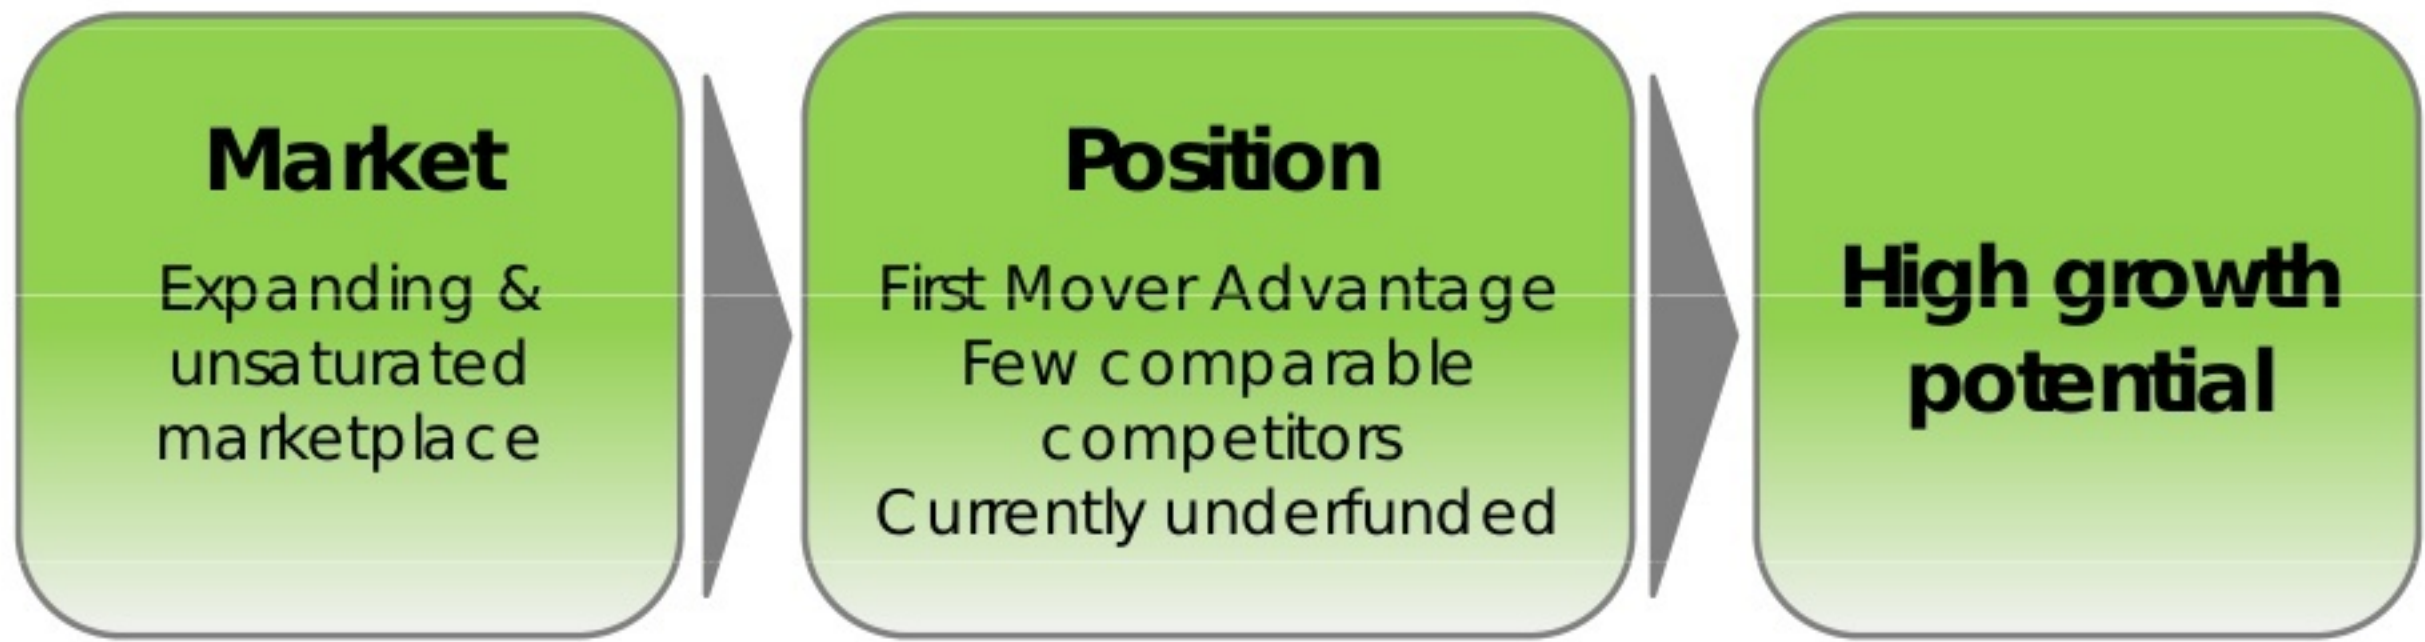 Market
Expanding &
unsaturated
marketplace
Position
First Mover Advantage
Few comparable
competitors
Currently underfunded
High growth
potential